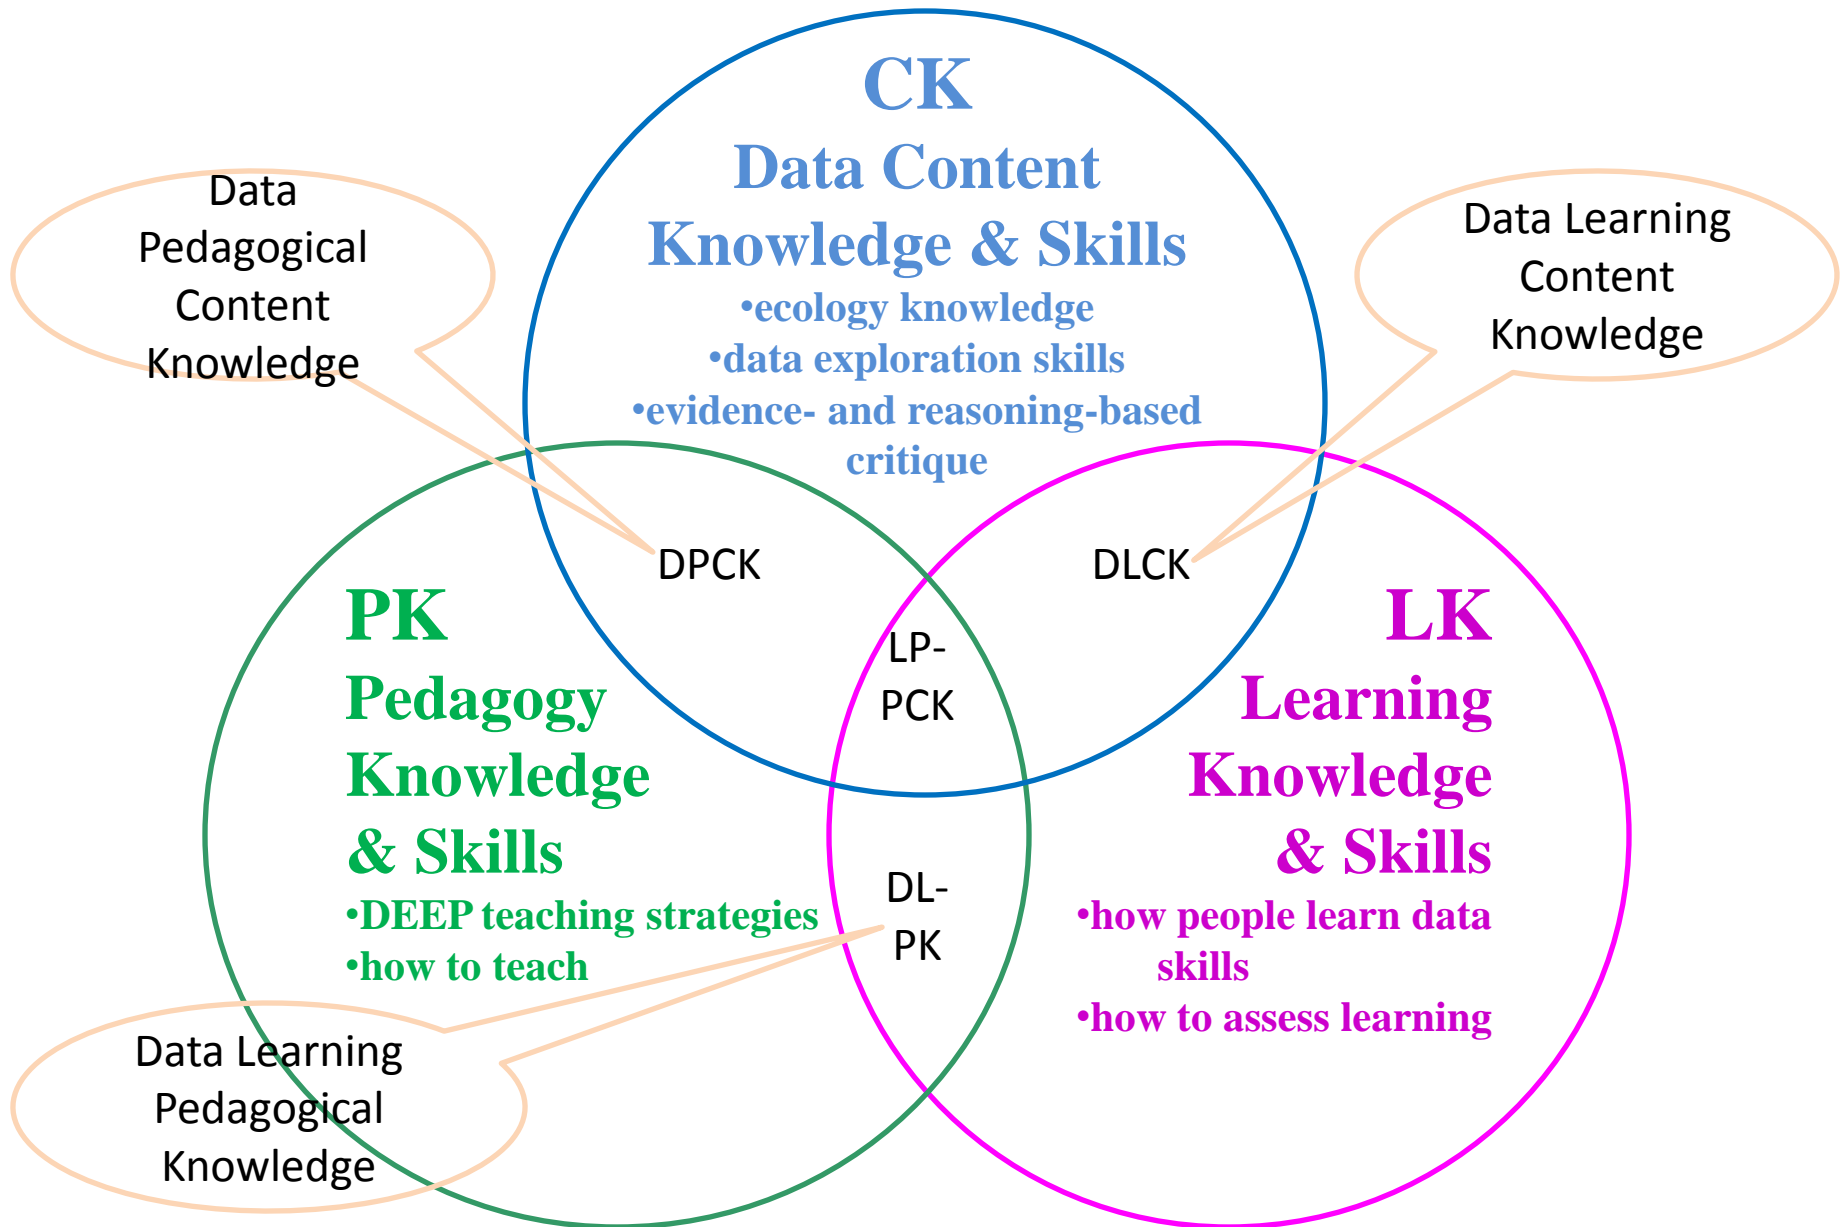 CK
Data Content
Knowledge & Skills
•ecology knowledge
•data exploration skills
•evidence- and reasoning-based
critique
Data
Pedagogical
Content
Knowledge
Data Learning
Content
Knowledge
DPCK
DLCK
LP-
PCK
PK
Pedagogy
Knowledge
& Skills
•DEEP teaching strategies
•how to teach
LK
Learning
Knowledge
& Skills
•how people learn data
skills
•how to assess learning
DL-
PK
Data Learning
Pedagogical
Knowledge